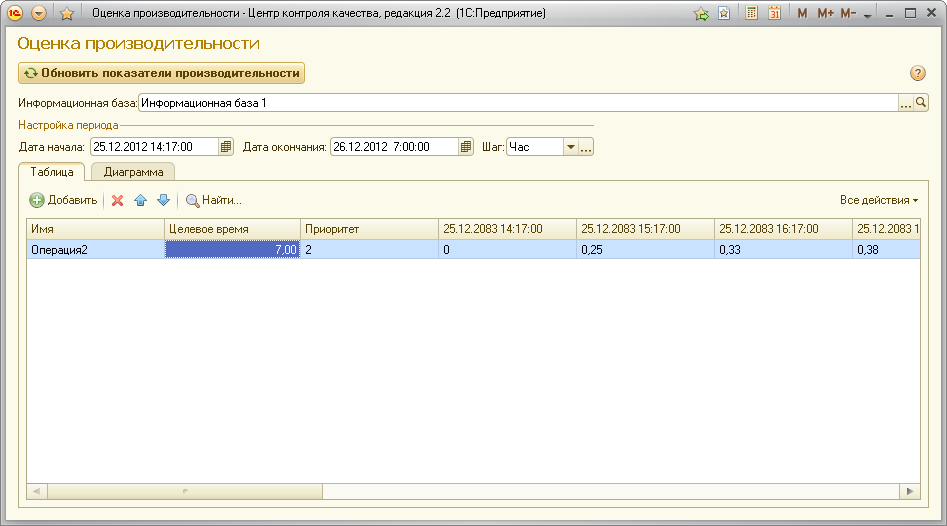 Оценка производительности - Центр контроля качества, редакция 2.2 (1С:Предприятие)
M M+ M-
Оценка производительности
Обновить показатели производительности
Информационная база: Информационная база 1
Настройка периода
Дата начала: 25.12.2012 14:17:00 Дата окончания: 26.12.2012 7:00:00 Шаг: Час
Таблица Диаграмма
Добавить Найти... Все действия
Имя Целевое время Приоритет 25.12.2083 14:17:00 25.12.2083 15:17:00 25.12.2083 16:17:00 25.12.2083 1
Операция2 7,00 2 0 0,25 0,33 0,38